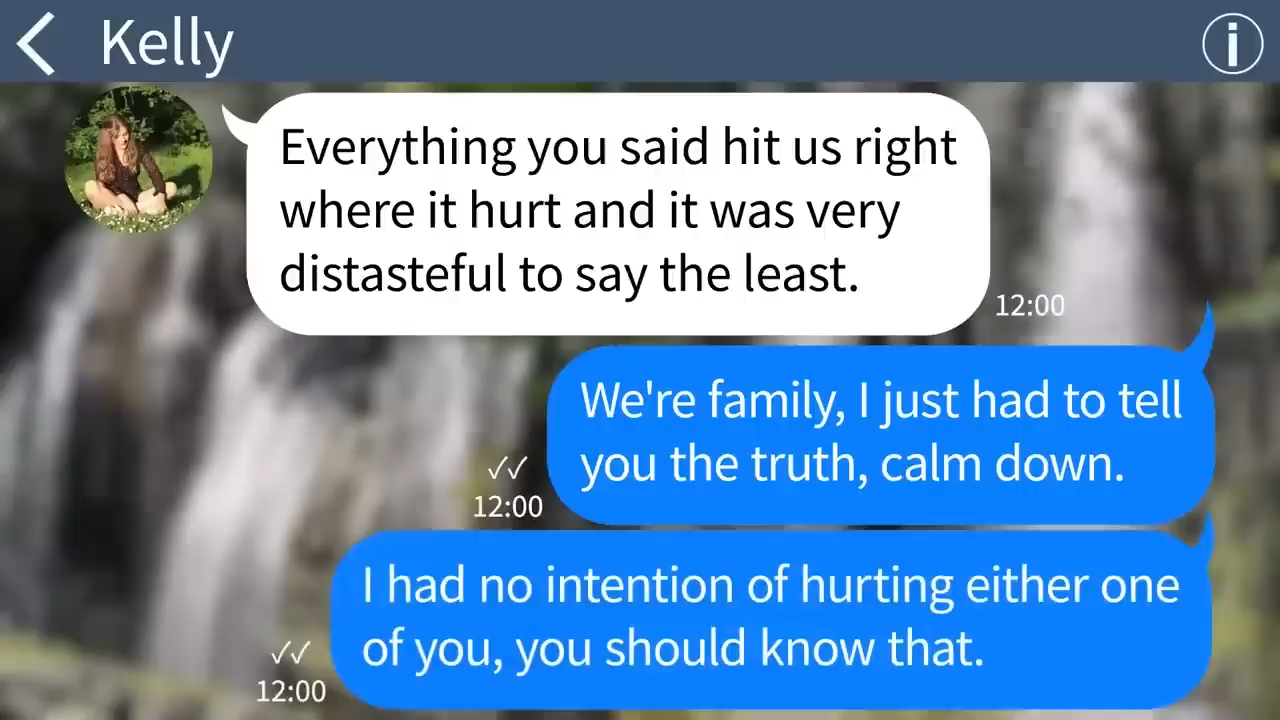 Kelly
Everything you said hit us right
where it hurt and it was very
distasteful to say the least.
12:00
We're family, I just had to tell
you the truth, calm down.
12:00
I had no intention of hurting either one
of you, you should know that.
12:00